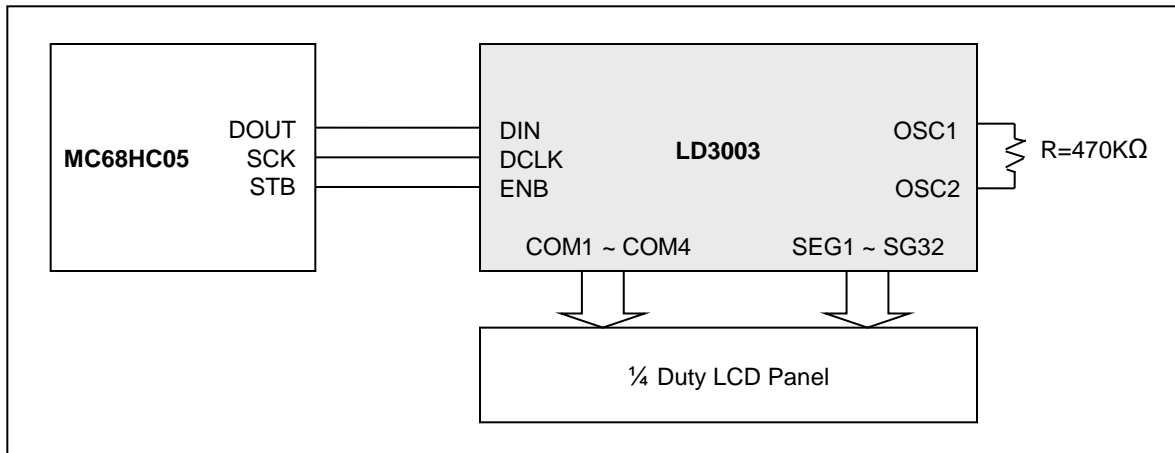 MC68HC05
DOUT
SCK
STB
DIN
DCLK
ENB
LD3003
OSC1
OSC2
R=470KΩ
COM1 ~ COM4
SEG1 ~ SG32
¼ Duty LCD Panel